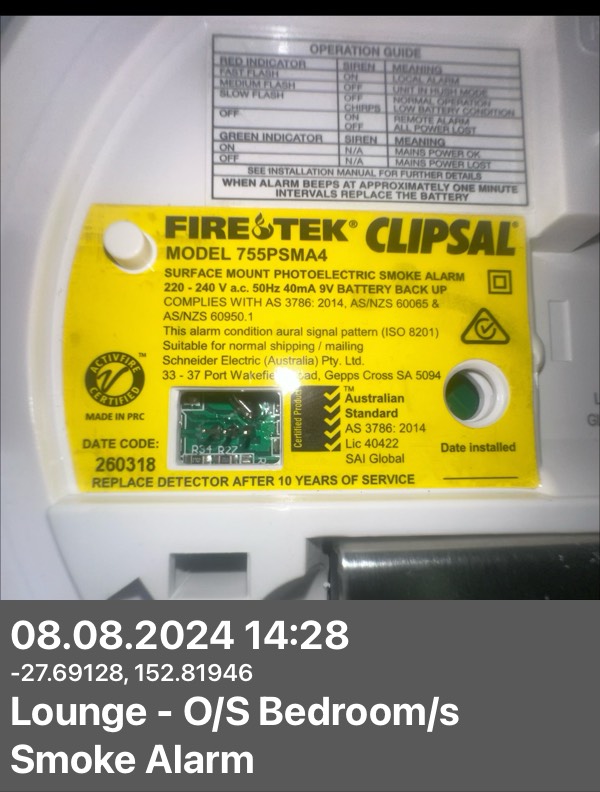 OPERATION GUIDE
RED INDICATOR SIREN MEANING
FAST FLASH ON LOCAL ALARM
MEDIUM FLASH OFF UNIT IN HUSH MODE
SLOW FLASH OFF NORMAL OPERATION
CHIRPS LOW BATTERY CONDITION
OFF ON REMOTE ALARM
OFF ALL POWER LOST
GREEN INDICATOR SIREN MEANING
ON N/A MAINS POWER OK
OFF N/A MAINS POWER LOST
SEE INSTALLATION MANUAL FOR FURTHER DETAILS
WHEN ALARM BEEPS AT APPROXIMATELY ONE MINUTE
INTERVALS REPLACE THE BATTERY
FIRETEK® CLIPSAL®
MODEL 755PSMA4
SURFACE MOUNT PHOTOELECTRIC SMOKE ALARM
220 - 240 V a.c. 50Hz 40mA 9V BATTERY BACK UP
COMPLIES WITH AS 3786: 2014, AS/NZS 60065 &
AS/NZS 60950.1
This alarm condition aural signal pattern (ISO 8201)
Suitable for normal shipping / mailing
Schneider Electric (Australia) Pty. Ltd.
33 - 37 Port Gepps Cross SA 5094
ACTIVFIRE™
CERTIFIED
MADE IN PRC
DATE CODE:
260318
R34 R27
Certified Product
™
Australian
Standard
AS 3786: 2014
Lic 40422
SAI Global
Date installed
REPLACE DETECTOR AFTER 10 YEARS OF SERVICE
08.08.2024 14:28
-27.69128, 152.81946
Lounge - O/S Bedroom/s
Smoke Alarm